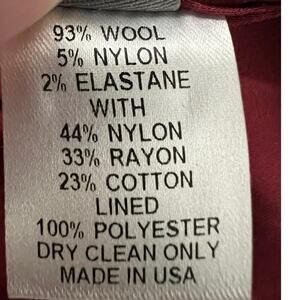 93% WOOL
5% NYLON
2% ELASTANE
WITH
44% NYLON
33% RAYON
23% COTTON
LINED
100% POLYESTER
DRY CLEAN ONLY
MADE IN USA